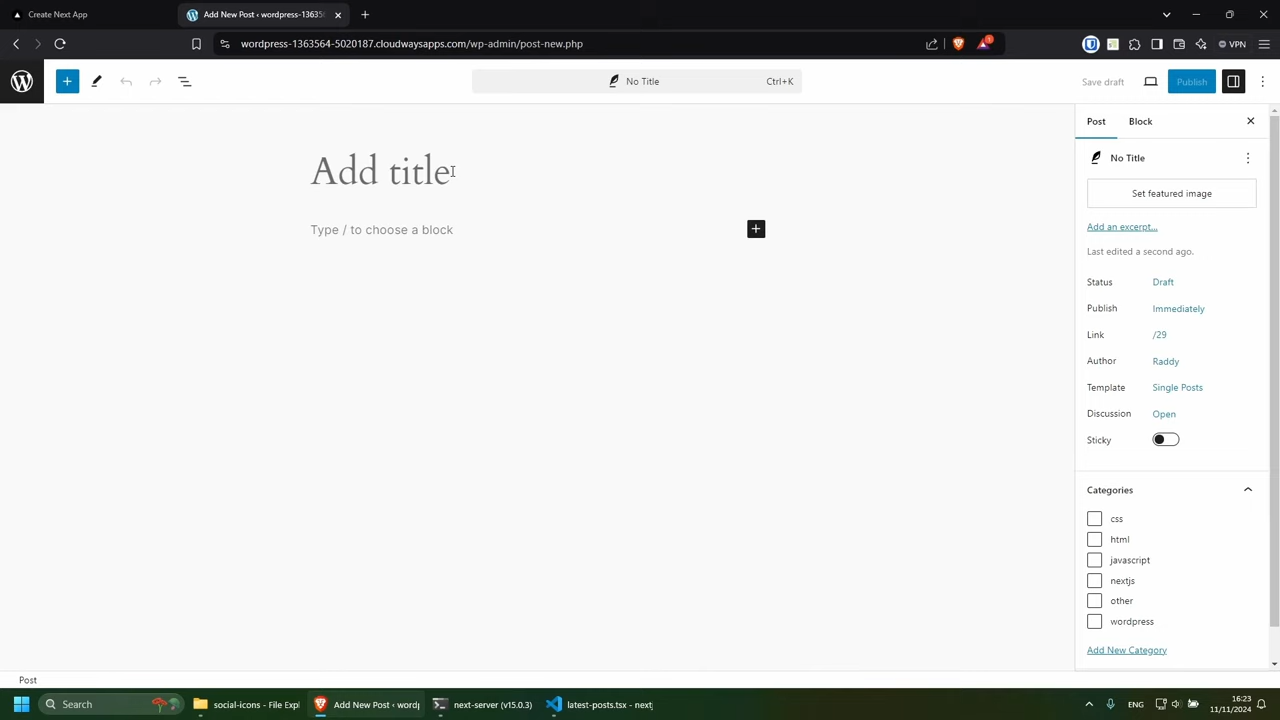 Create Next App
Add New Post ‹ wordpress-13635
wordpress-1363564-5020187.cloudwaysapps.com/wp-admin/post-new.php
1
VPN
No Title
Ctrl+K
Save draft
Publish
Post
Block
Add title
No Title
Set featured image
Add an excerpt...
Type / to choose a block
Last edited a second ago.
Status
Draft
Publish
Immediately
Link
/29
Author
Raddy
Template
Single Posts
Discussion
Open
Sticky
Categories
css
html
javascript
nextjs
other
wordpress
Add New Category
Post
Search
social-icons - File Expl
Add New Post ‹ wordp
next-server (v15.0.3)
latest-posts.tsx - nextj
16:23
11/11/2024